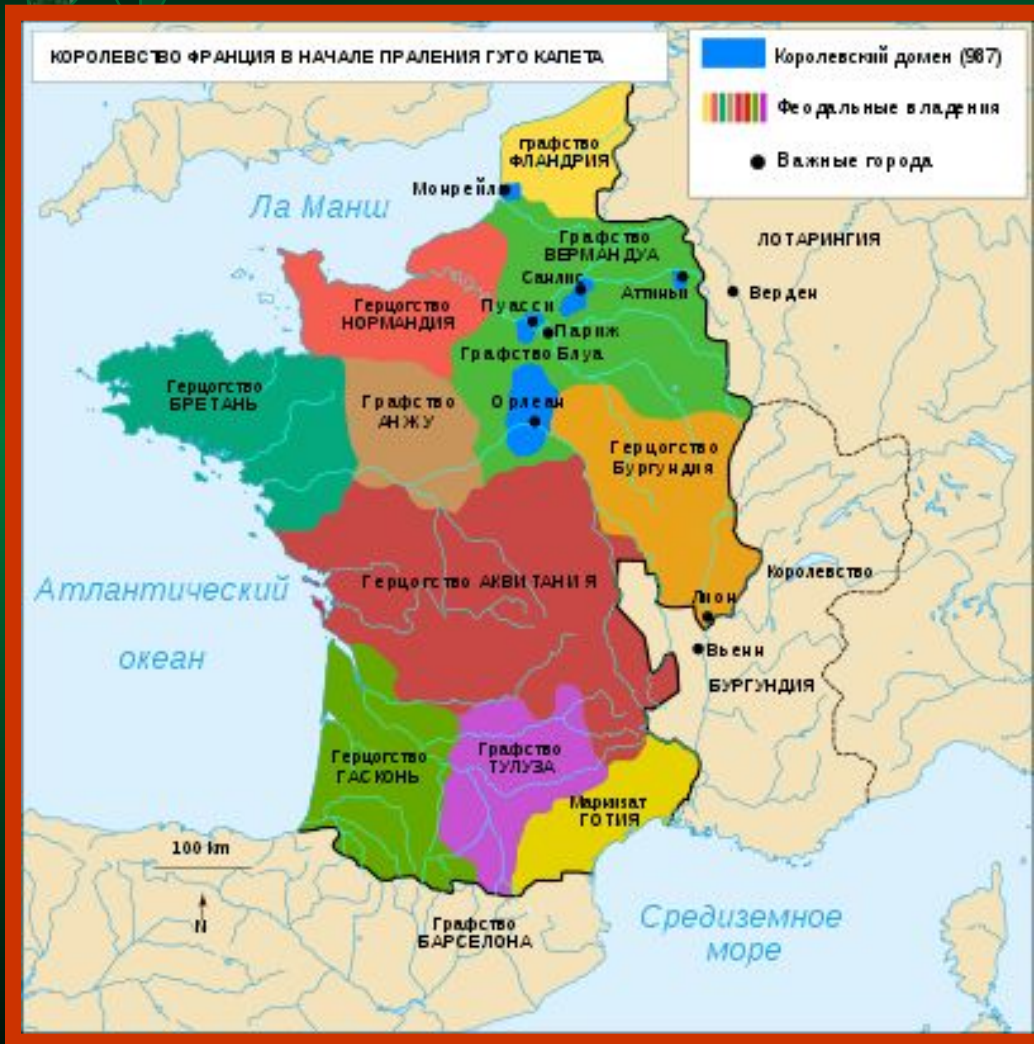 КОРОЛЕВСТВО ФРАНЦИЯ В НАЧАЛЕ ПРАЛЕНИЯ ГУГО КАПЕТА
Королевский домен (987)
Феодальные владения
Важные города
графство
ФЛАНДРИЯ
Монрейль
Ла Манш
Графство
ВЕРМАНДУА
ЛОТАРИНГИЯ
Санлис
Аттиньи
Верден
Герцогство
НОРМАНДИЯ
Пуасси
Париж
Графство Блуа
Герцогство
БРЕТАНЬ
Графство
АНЖУ
Орлеан
Герцогство
Бургундия
Атлантический
океан
Герцогство АКВИТАНИЯ
Королевство
Лион
Вьенн
БУРГУНДИЯ
Герцогство
ГАСКОНЬ
Графство
ТУЛУЗА
Маркизат
ГОТИЯ
100 km
N
Графство
БАРСЕЛОНА
Средиземное
море